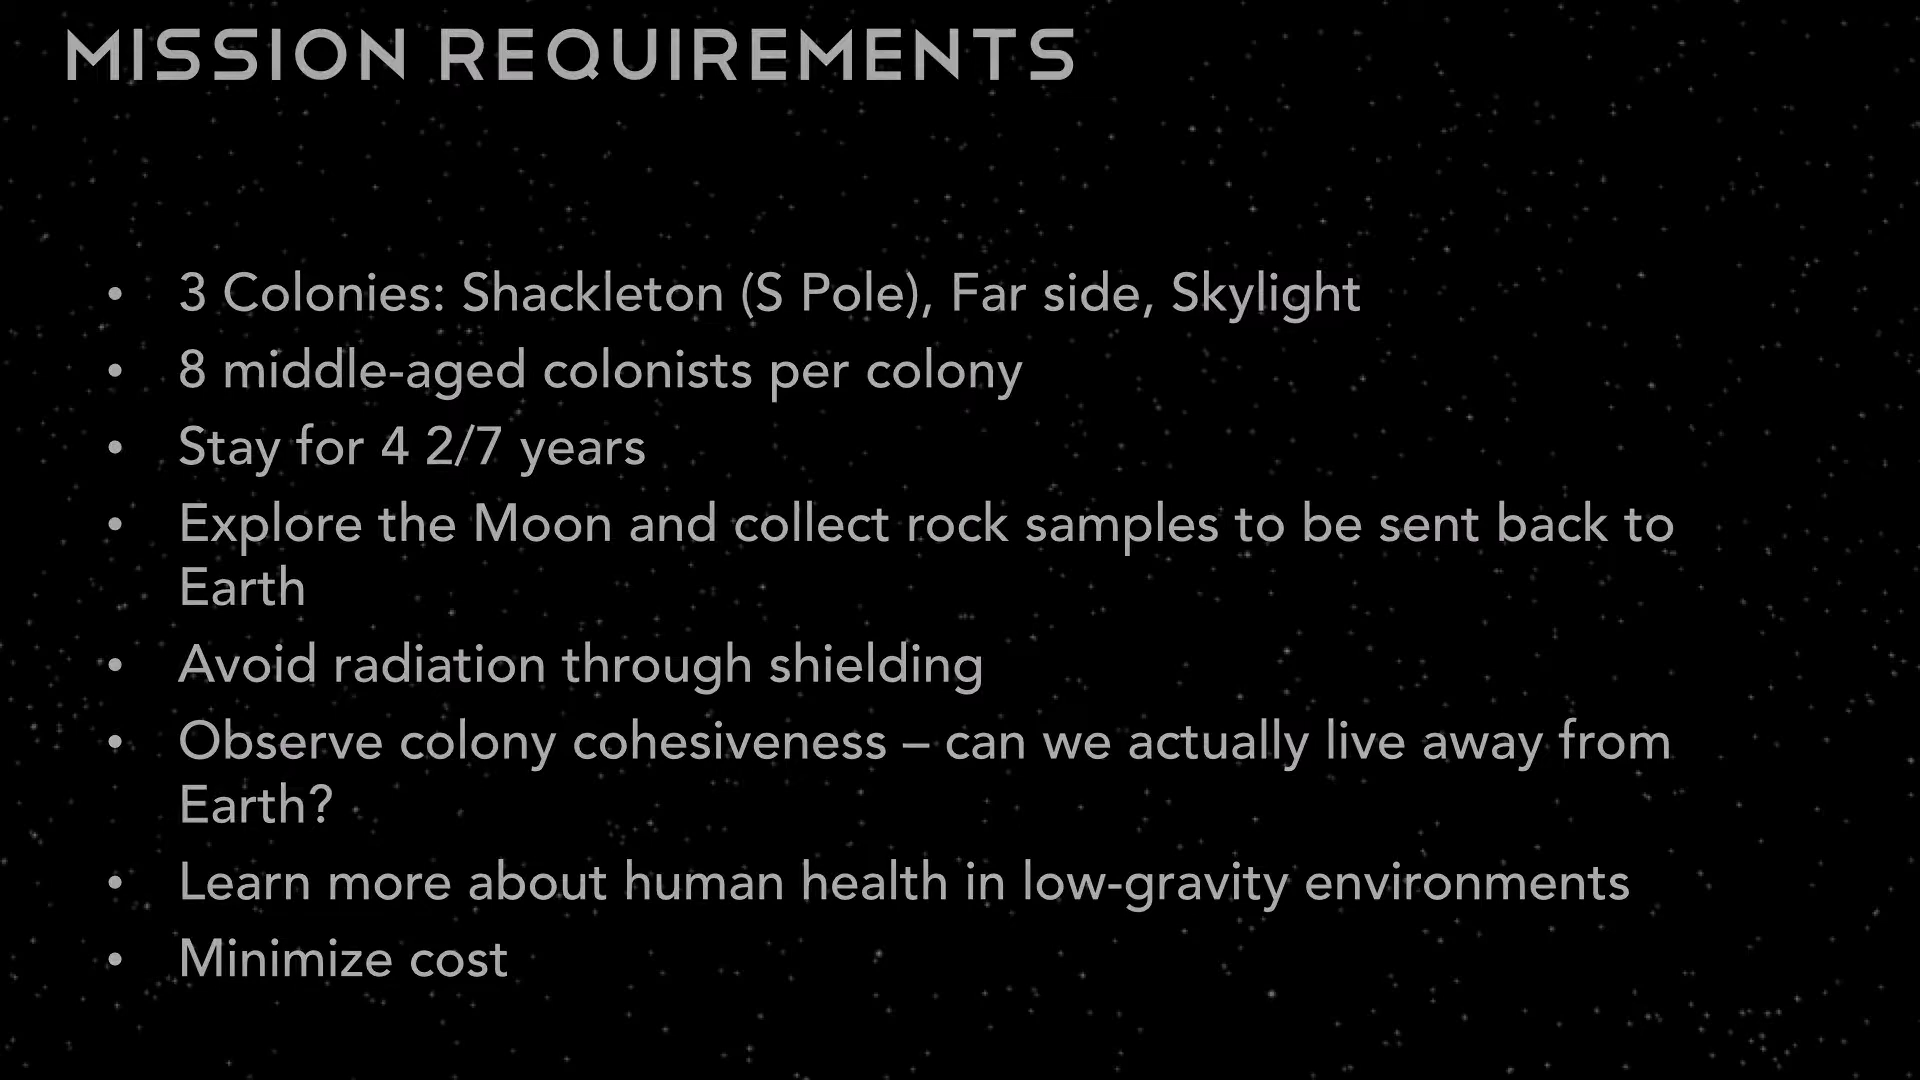 MISSION REQUIREMENTS
• 3 Colonies: Shackleton (S Pole), Far side, Skylight
• 8 middle-aged colonists per colony
• Stay for 4 2/7 years
• Explore the Moon and collect rock samples to be sent back to
Earth
• Avoid radiation through shielding
• Observe colony cohesiveness – can we actually live away from
Earth?
• Learn more about human health in low-gravity environments
• Minimize cost